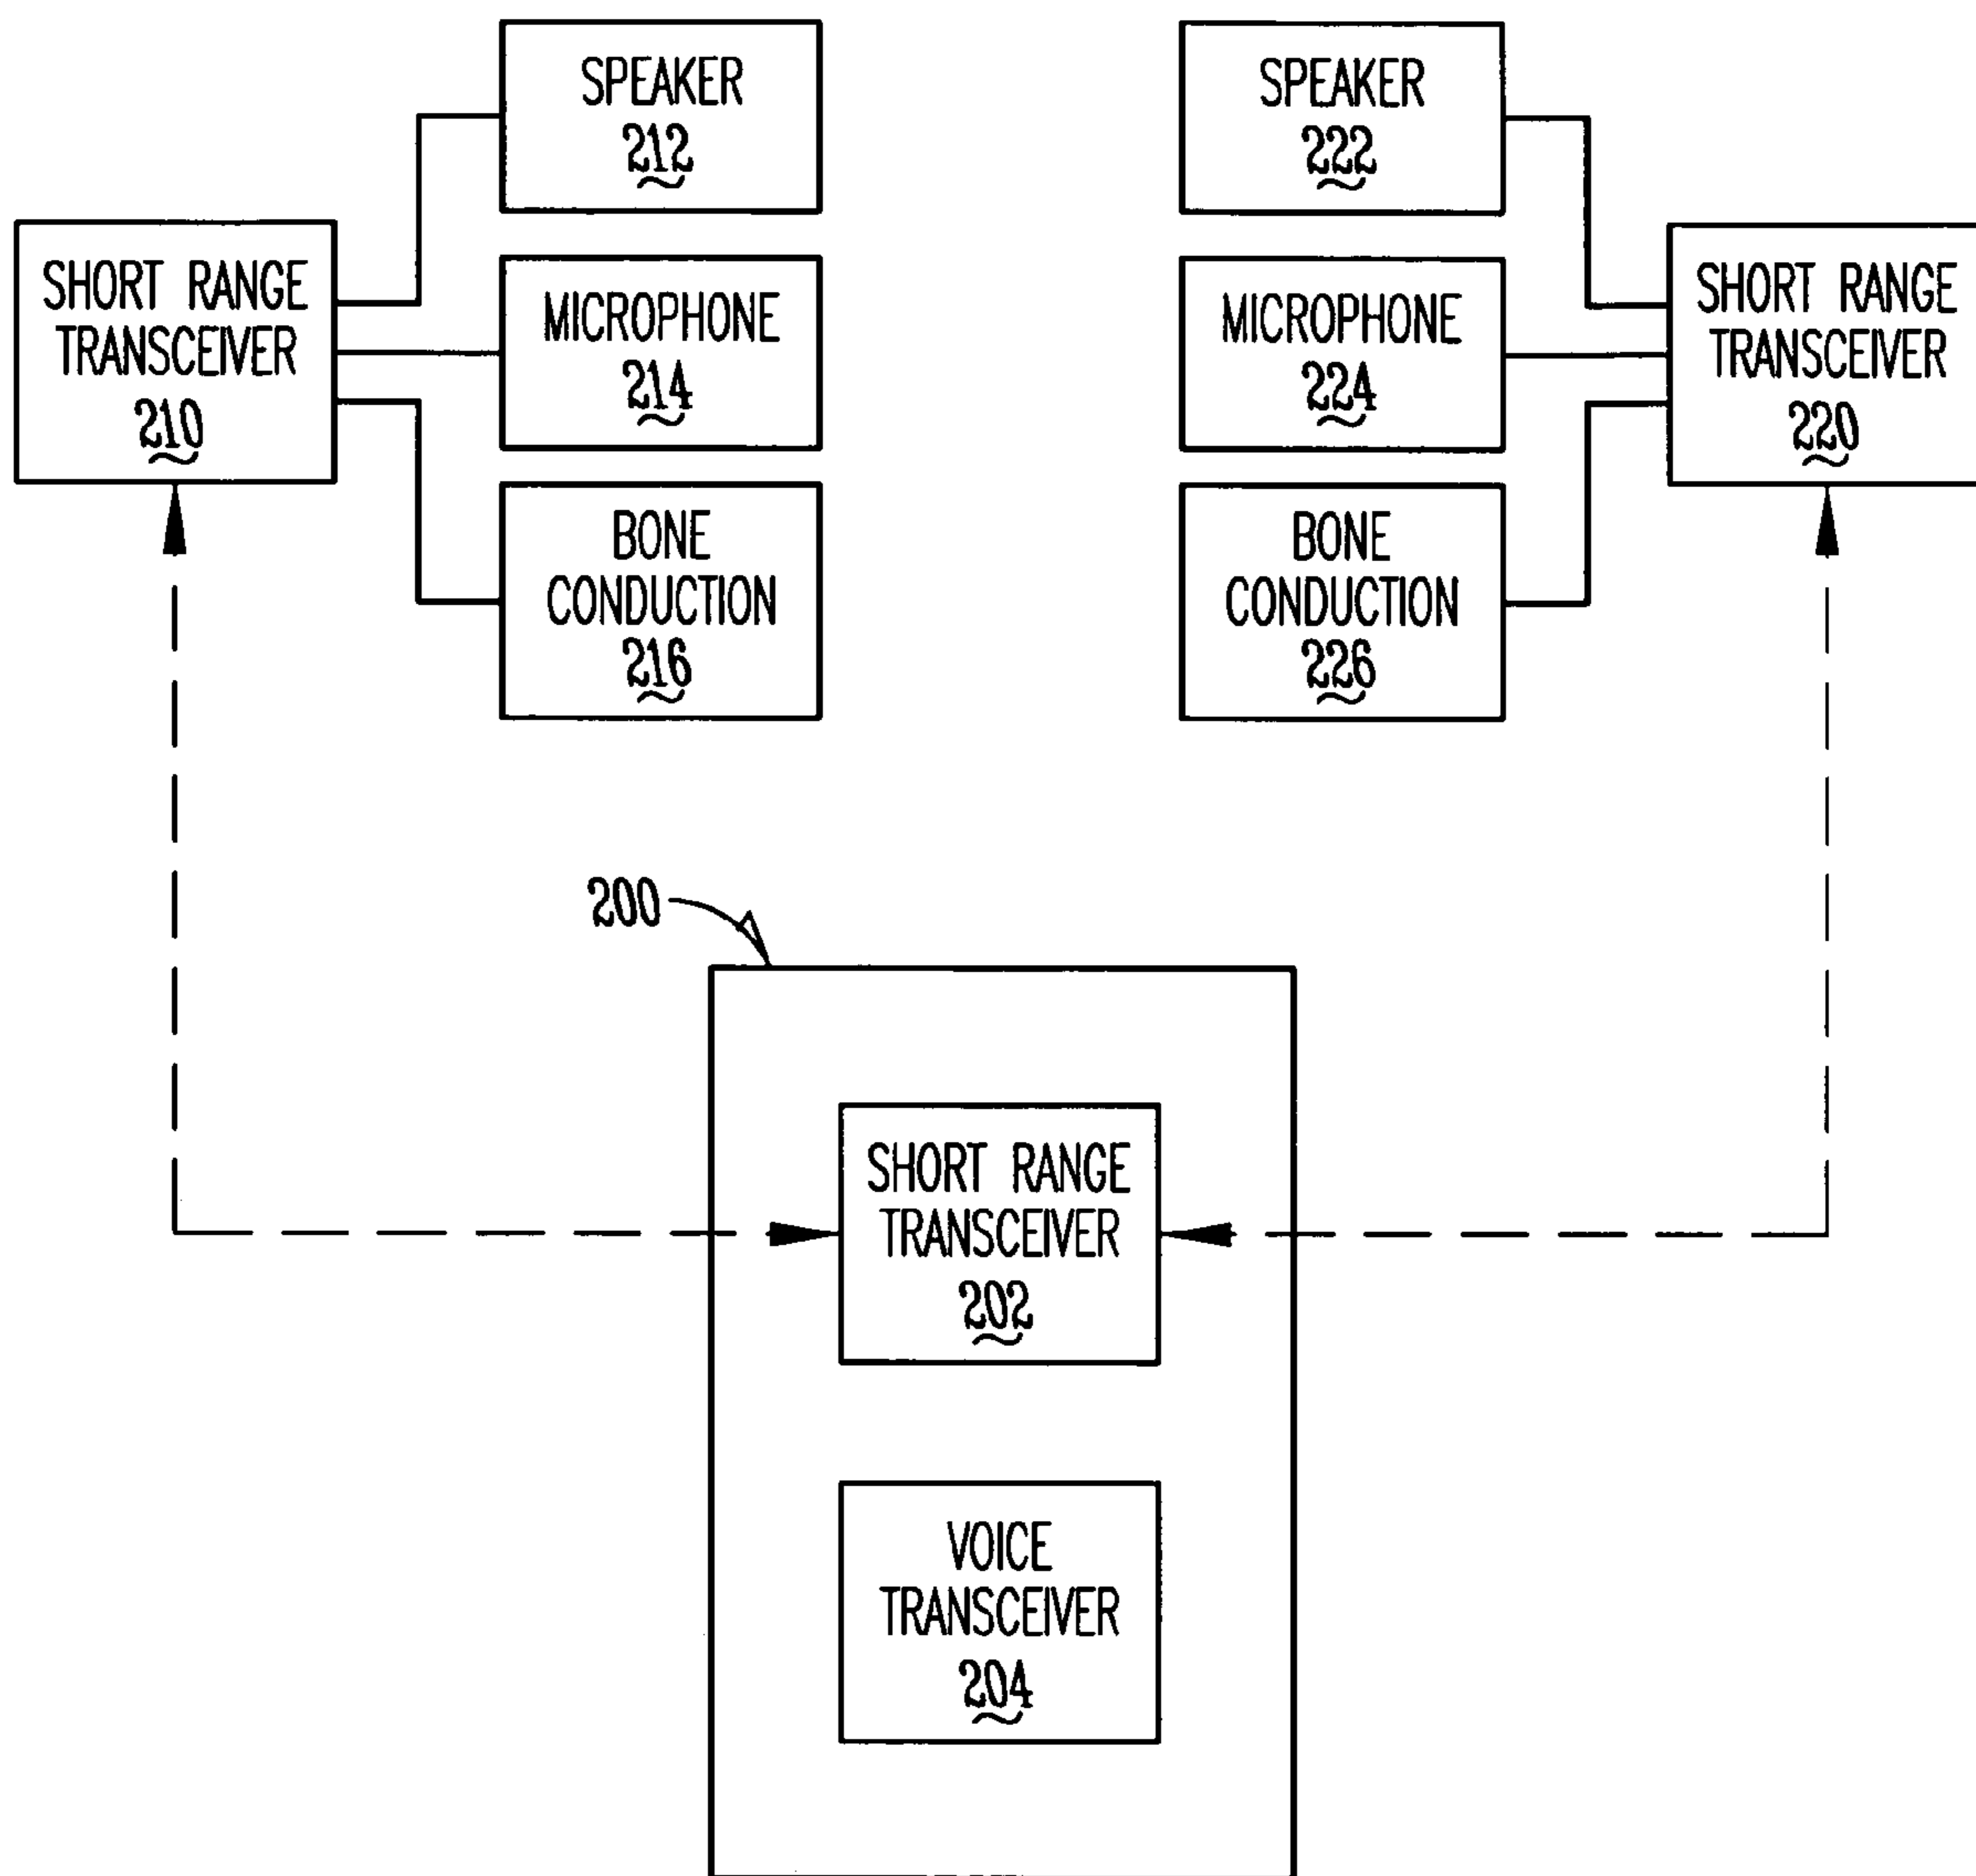 SPEAKER
212
SPEAKER
222
SHORT RANGE
TRANSCEIVER
210
MICROPHONE
214
MICROPHONE
224
SHORT RANGE
TRANSCEIVER
220
BONE
CONDUCTION
216
BONE
CONDUCTION
226
200
SHORT RANGE
TRANSCEIVER
202
VOICE
TRANSCEIVER
204